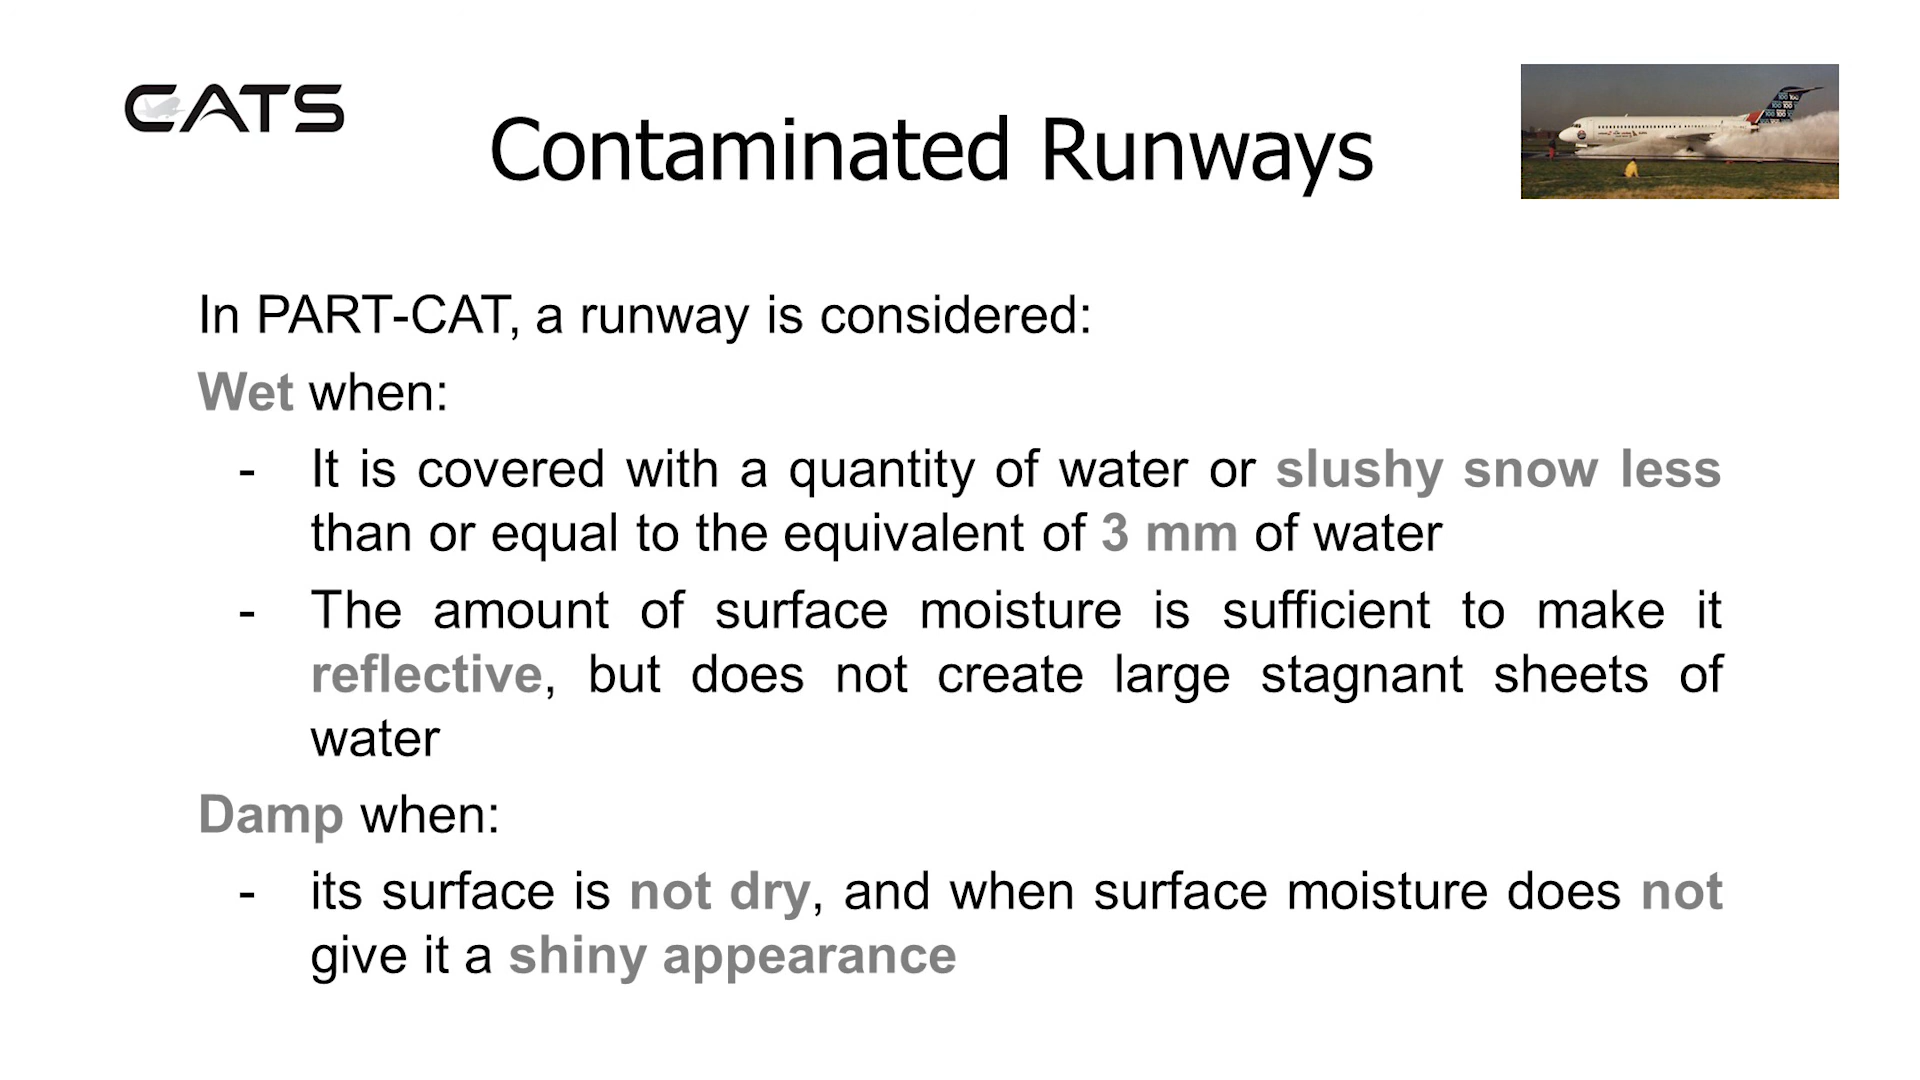 CATS
Contaminated Runways
In PART-CAT, a runway is considered:
Wet when:
- It is covered with a quantity of water or slushy snow less
than or equal to the equivalent of 3 mm of water
- The amount of surface moisture is sufficient to make it
reflective, but does not create large stagnant sheets of
water
Damp when:
- its surface is not dry, and when surface moisture does not
give it a shiny appearance